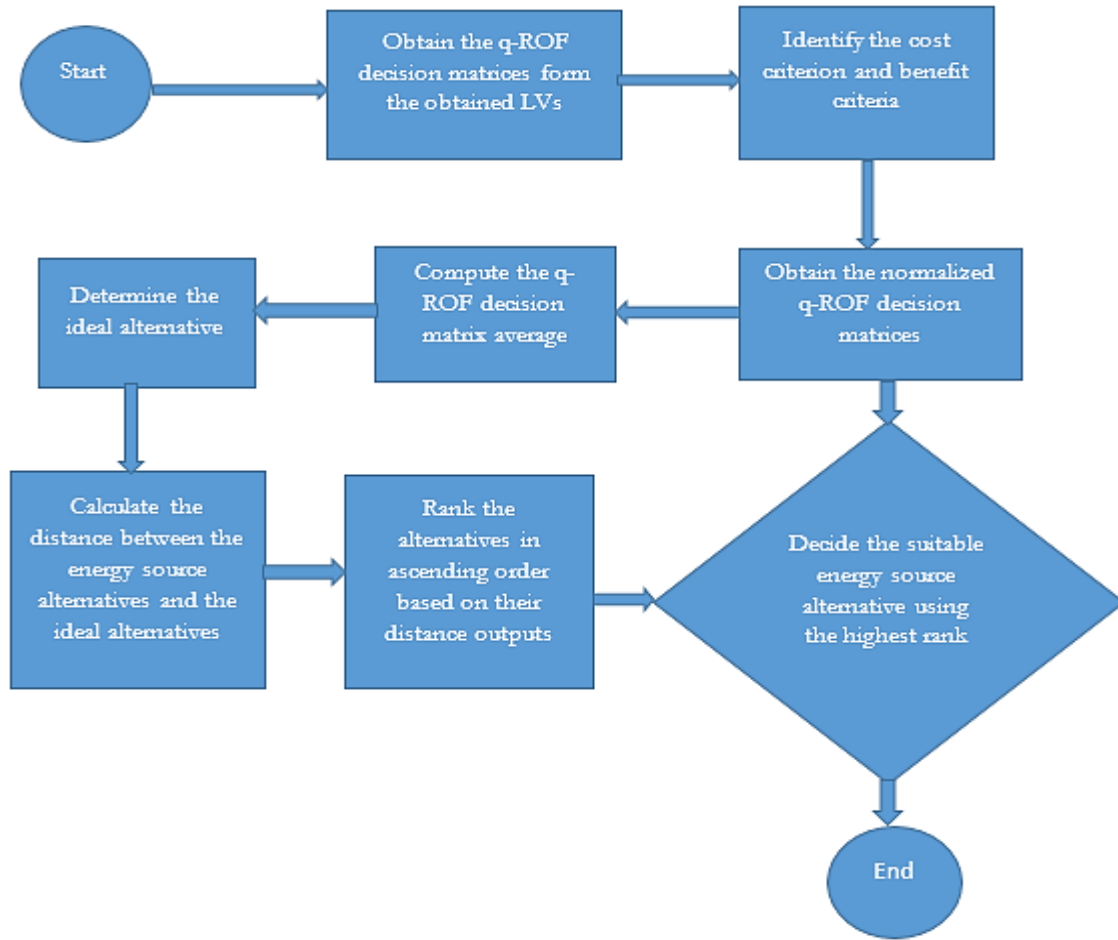 Start
Obtain the q-ROF
decision matrices form
the obtained LVs
Identify the cost
criterion and benefit
criteria
Determine the
ideal alternative
Compute the q-
ROF decision
matrix average
Obtain the normalized
q-ROF decision
matrices
Calculate the
distance between the
energy source
alternatives and the
ideal alternatives
Rank the
alternatives in
ascending order
based on their
distance outputs
Decide the suitable
energy source
alternative using
the highest rank
End